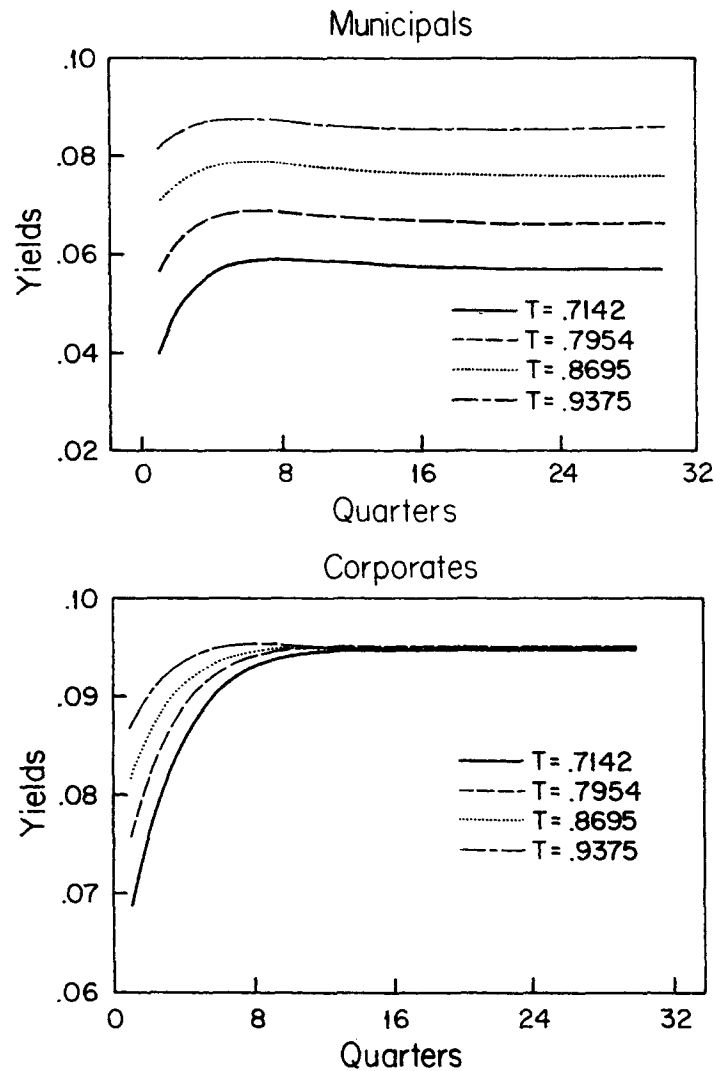 Municipals
.10
.08
.06
.04
.02
Yields
T= .7142
T= .7954
T= .8695
T= .9375
0 8 16 24 32
Quarters
Corporates
.10
.09
.08
.07
.06
Yields
T= .7142
T= .7954
T= .8695
T= .9375
0 8 16 24 32
Quarters